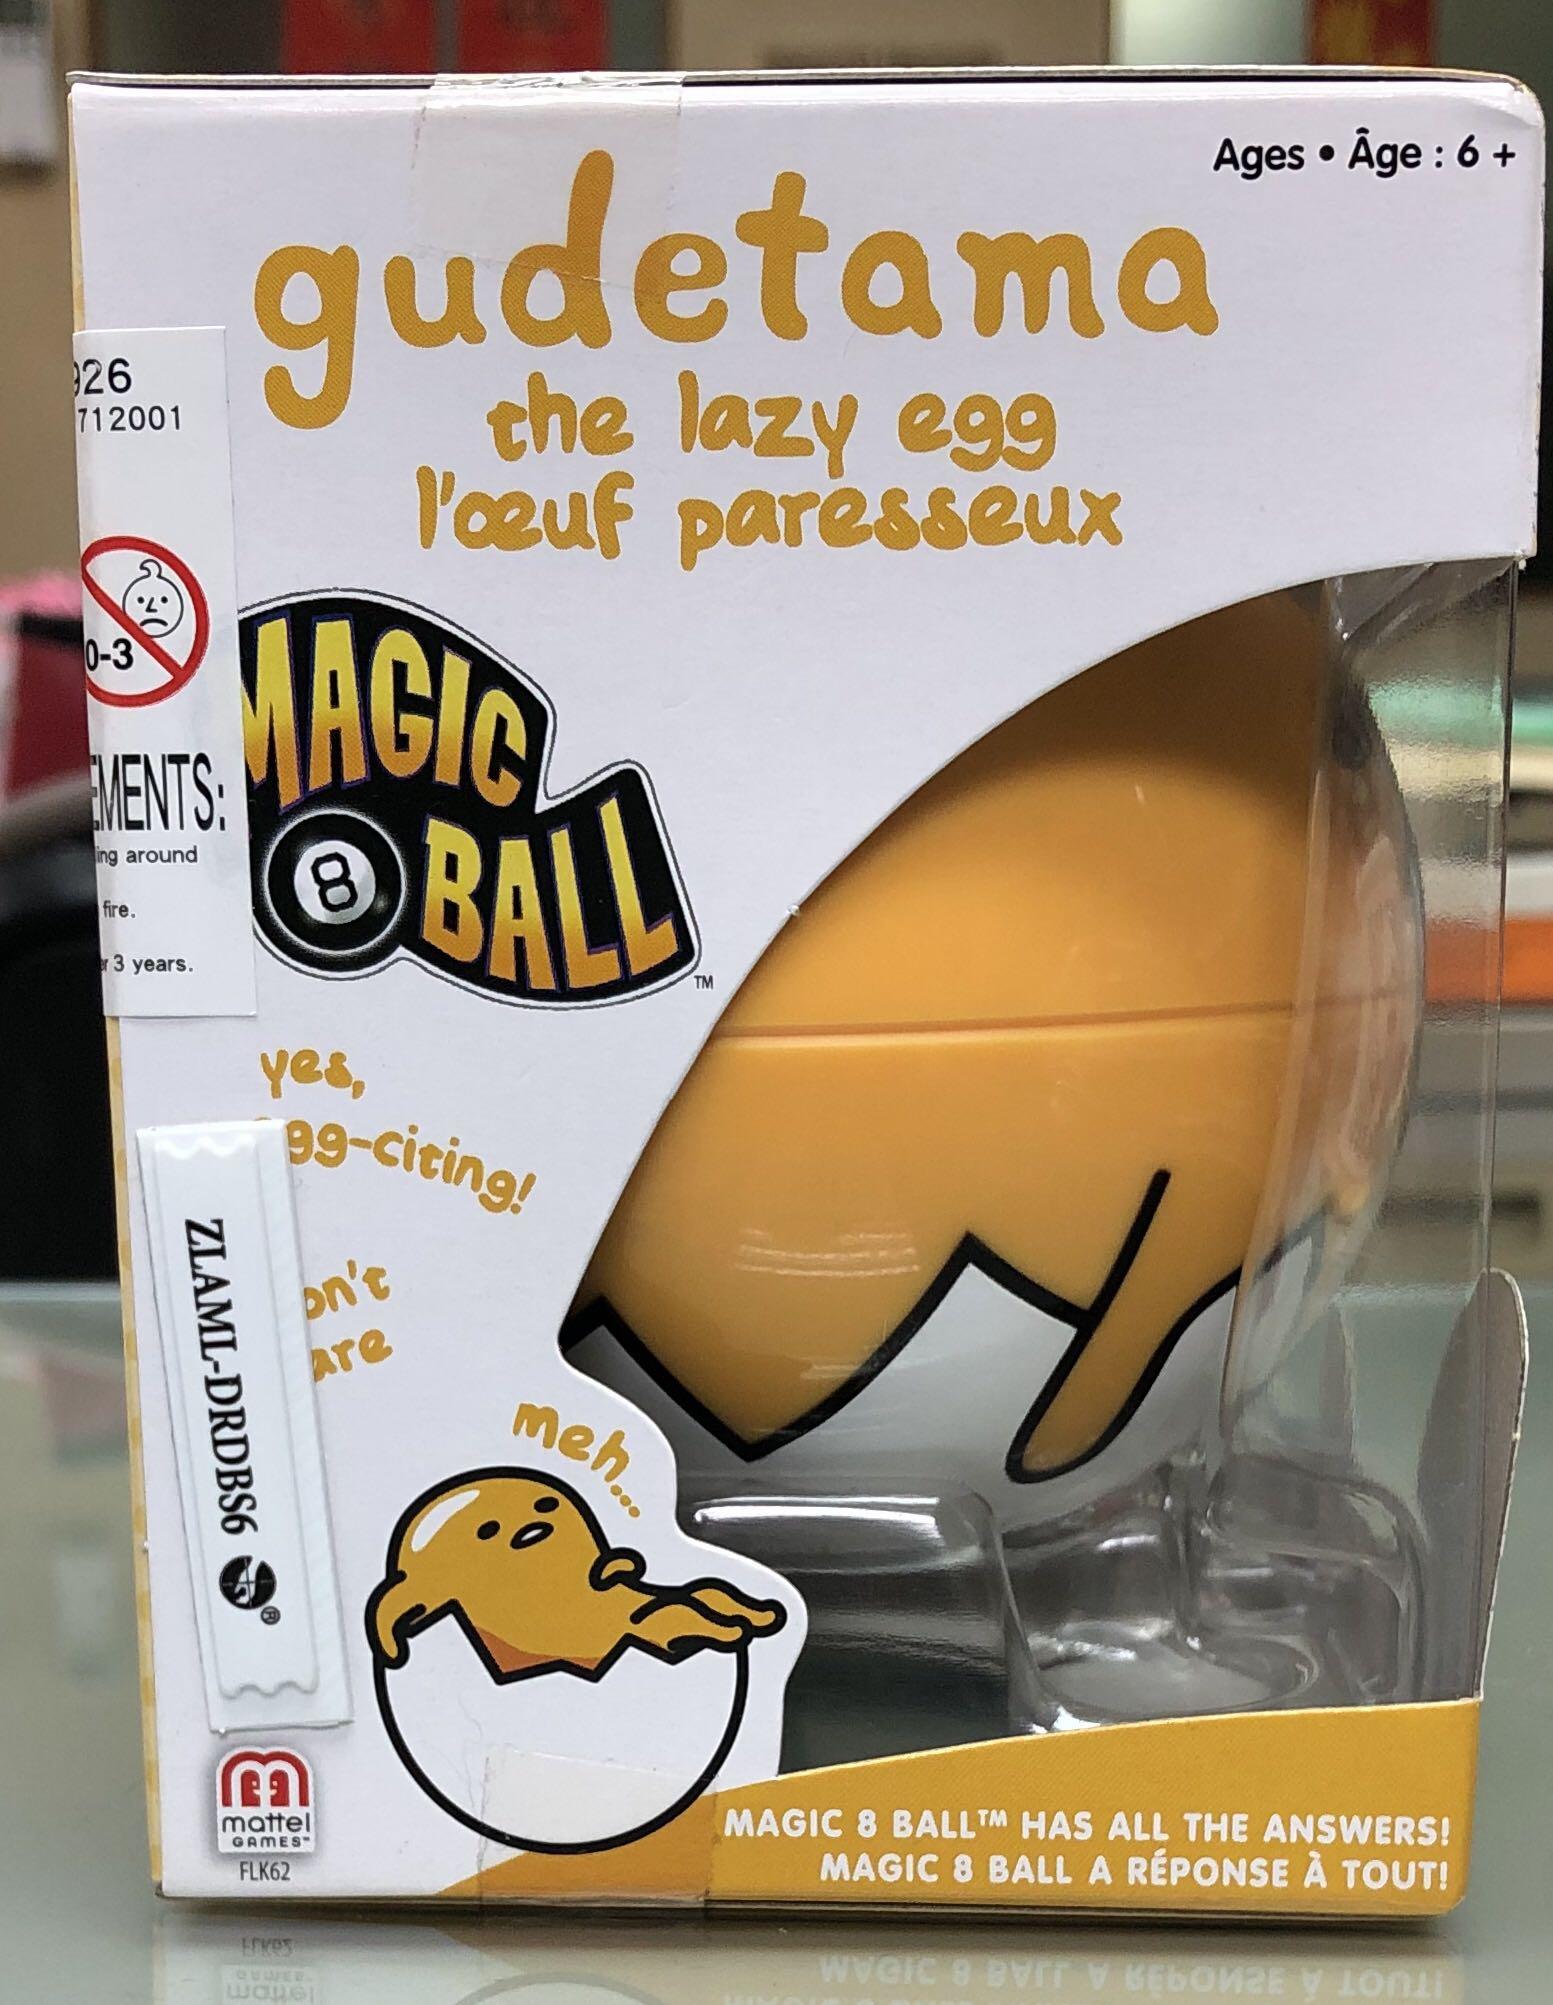 Ages • Âge : 6 +
gudetama
the lazy egg
l'œuf paresseux
926
712001
0-3
EMENTS:
ing around
fire.
3 years.
MAGIC
8 BALL
TM
yes,
gg-citing!
on't
are
meh...
ZLAML-DRDBS6
®
mattel
GAMES™
FLK62
MAGIC 8 BALL™ HAS ALL THE ANSWERS!
MAGIC 8 BALL A RÉPONSE À TOUT!